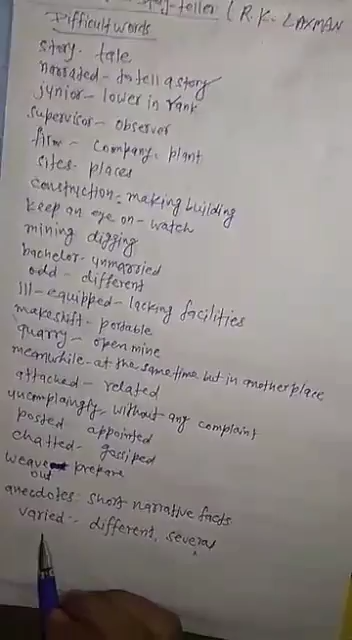 -teller (R.K. LAXMAN
Difficult words
story- tale
narrated- to tell a story
junior- lower in rank
supervisor- observer
firm- company, plant
sites- places
construction- making building
keep an eye on- watch
mining digging
bachelor- unmarried
odd- different
Ill-equipped- lacking facilities
makeshift- portable
quarry- open mine
meanwhile- at the same time but in another place
attached- related
uncomplaingly, without any complaint
posted appointed
chatted- gossiped
weave out prepare
anecdotes: short narrative facts
varied:- different, several